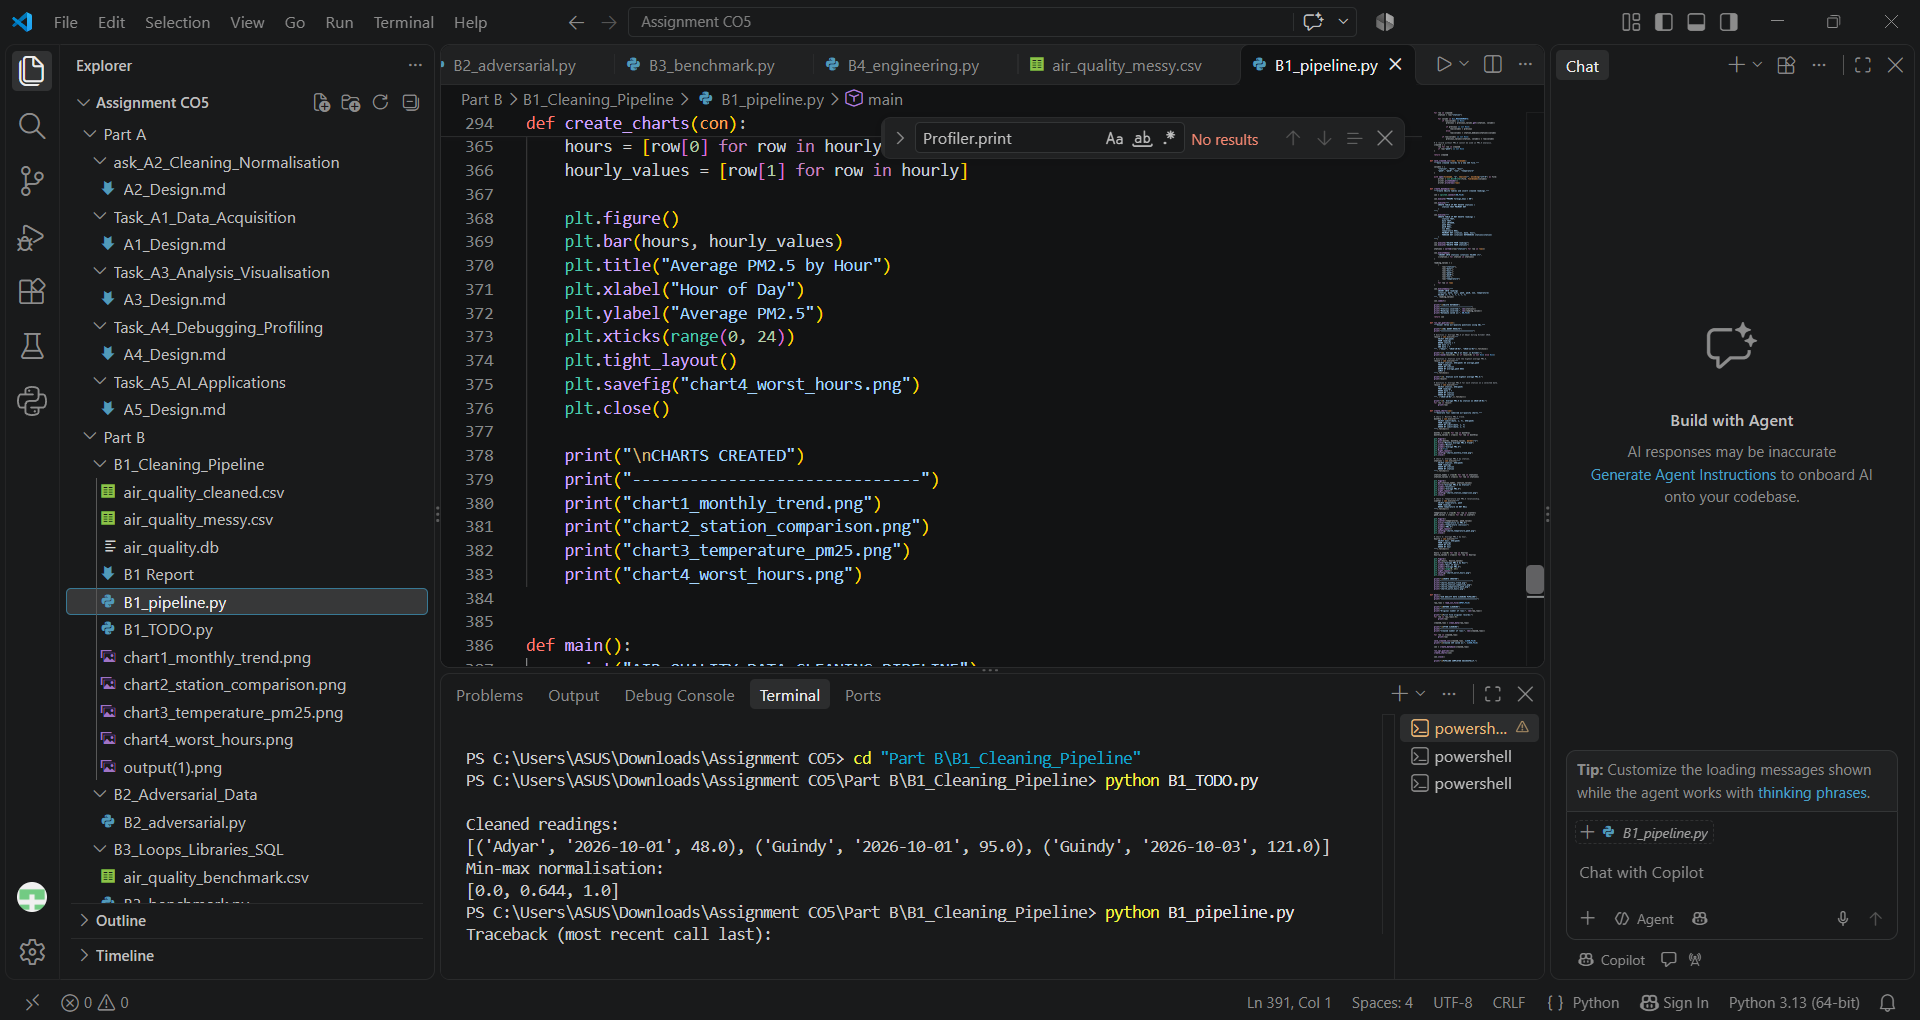 File Edit Selection View Go Run Terminal Help
Assignment CO5
Explorer
Assignment CO5
Part A
ask_A2_Cleaning_Normalisation
A2_Design.md
Task_A1_Data_Acquisition
A1_Design.md
Task_A3_Analysis_Visualisation
A3_Design.md
Task_A4_Debugging_Profiling
A4_Design.md
Task_A5_AI_Applications
A5_Design.md
Part B
B1_Cleaning_Pipeline
air_quality_cleaned.csv
air_quality_messy.csv
air_quality.db
B1 Report
B1_pipeline.py
B1_TODO.py
chart1_monthly_trend.png
chart2_station_comparison.png
chart3_temperature_pm25.png
chart4_worst_hours.png
output(1).png
B2_Adversarial_Data
B2_adversarial.py
B3_Loops_Libraries_SQL
air_quality_benchmark.csv
Outline
Timeline
B2_adversarial.py B3_benchmark.py B4_engineering.py air_quality_messy.csv B1_pipeline.py
Part B > B1_Cleaning_Pipeline > B1_pipeline.py > main
Profiler.print Aa ab .* No results
294 def create_charts(con):
365 hours = [row[0] for row in hourly
366 hourly_values = [row[1] for row in hourly]
367
368 plt.figure()
369 plt.bar(hours, hourly_values)
370 plt.title("Average PM2.5 by Hour")
371 plt.xlabel("Hour of Day")
372 plt.ylabel("Average PM2.5")
373 plt.xticks(range(0, 24))
374 plt.tight_layout()
375 plt.savefig("chart4_worst_hours.png")
376 plt.close()
377
378 print("\nCHARTS CREATED")
379 print("------------------------------")
380 print("chart1_monthly_trend.png")
381 print("chart2_station_comparison.png")
382 print("chart3_temperature_pm25.png")
383 print("chart4_worst_hours.png")
384
385
386 def main():
Problems Output Debug Console Terminal Ports
PS C:\Users\ASUS\Downloads\Assignment CO5> cd "Part B\B1_Cleaning_Pipeline"
PS C:\Users\ASUS\Downloads\Assignment CO5\Part B\B1_Cleaning_Pipeline> python B1_TODO.py
Cleaned readings:
[('Adyar', '2026-10-01', 48.0), ('Guindy', '2026-10-01', 95.0), ('Guindy', '2026-10-03', 121.0)]
Min-max normalisation:
[0.0, 0.644, 1.0]
PS C:\Users\ASUS\Downloads\Assignment CO5\Part B\B1_Cleaning_Pipeline> python B1_pipeline.py
Traceback (most recent call last):
powersh...
powershell
powershell
Chat
Build with Agent
AI responses may be inaccurate
Generate Agent Instructions to onboard AI
onto your codebase.
Tip: Customize the loading messages shown
while the agent works with thinking phrases.
B1_pipeline.py
Chat with Copilot
Agent
Copilot
0 0
Ln 391, Col 1 Spaces: 4 UTF-8 CRLF { } Python Sign In Python 3.13 (64-bit)